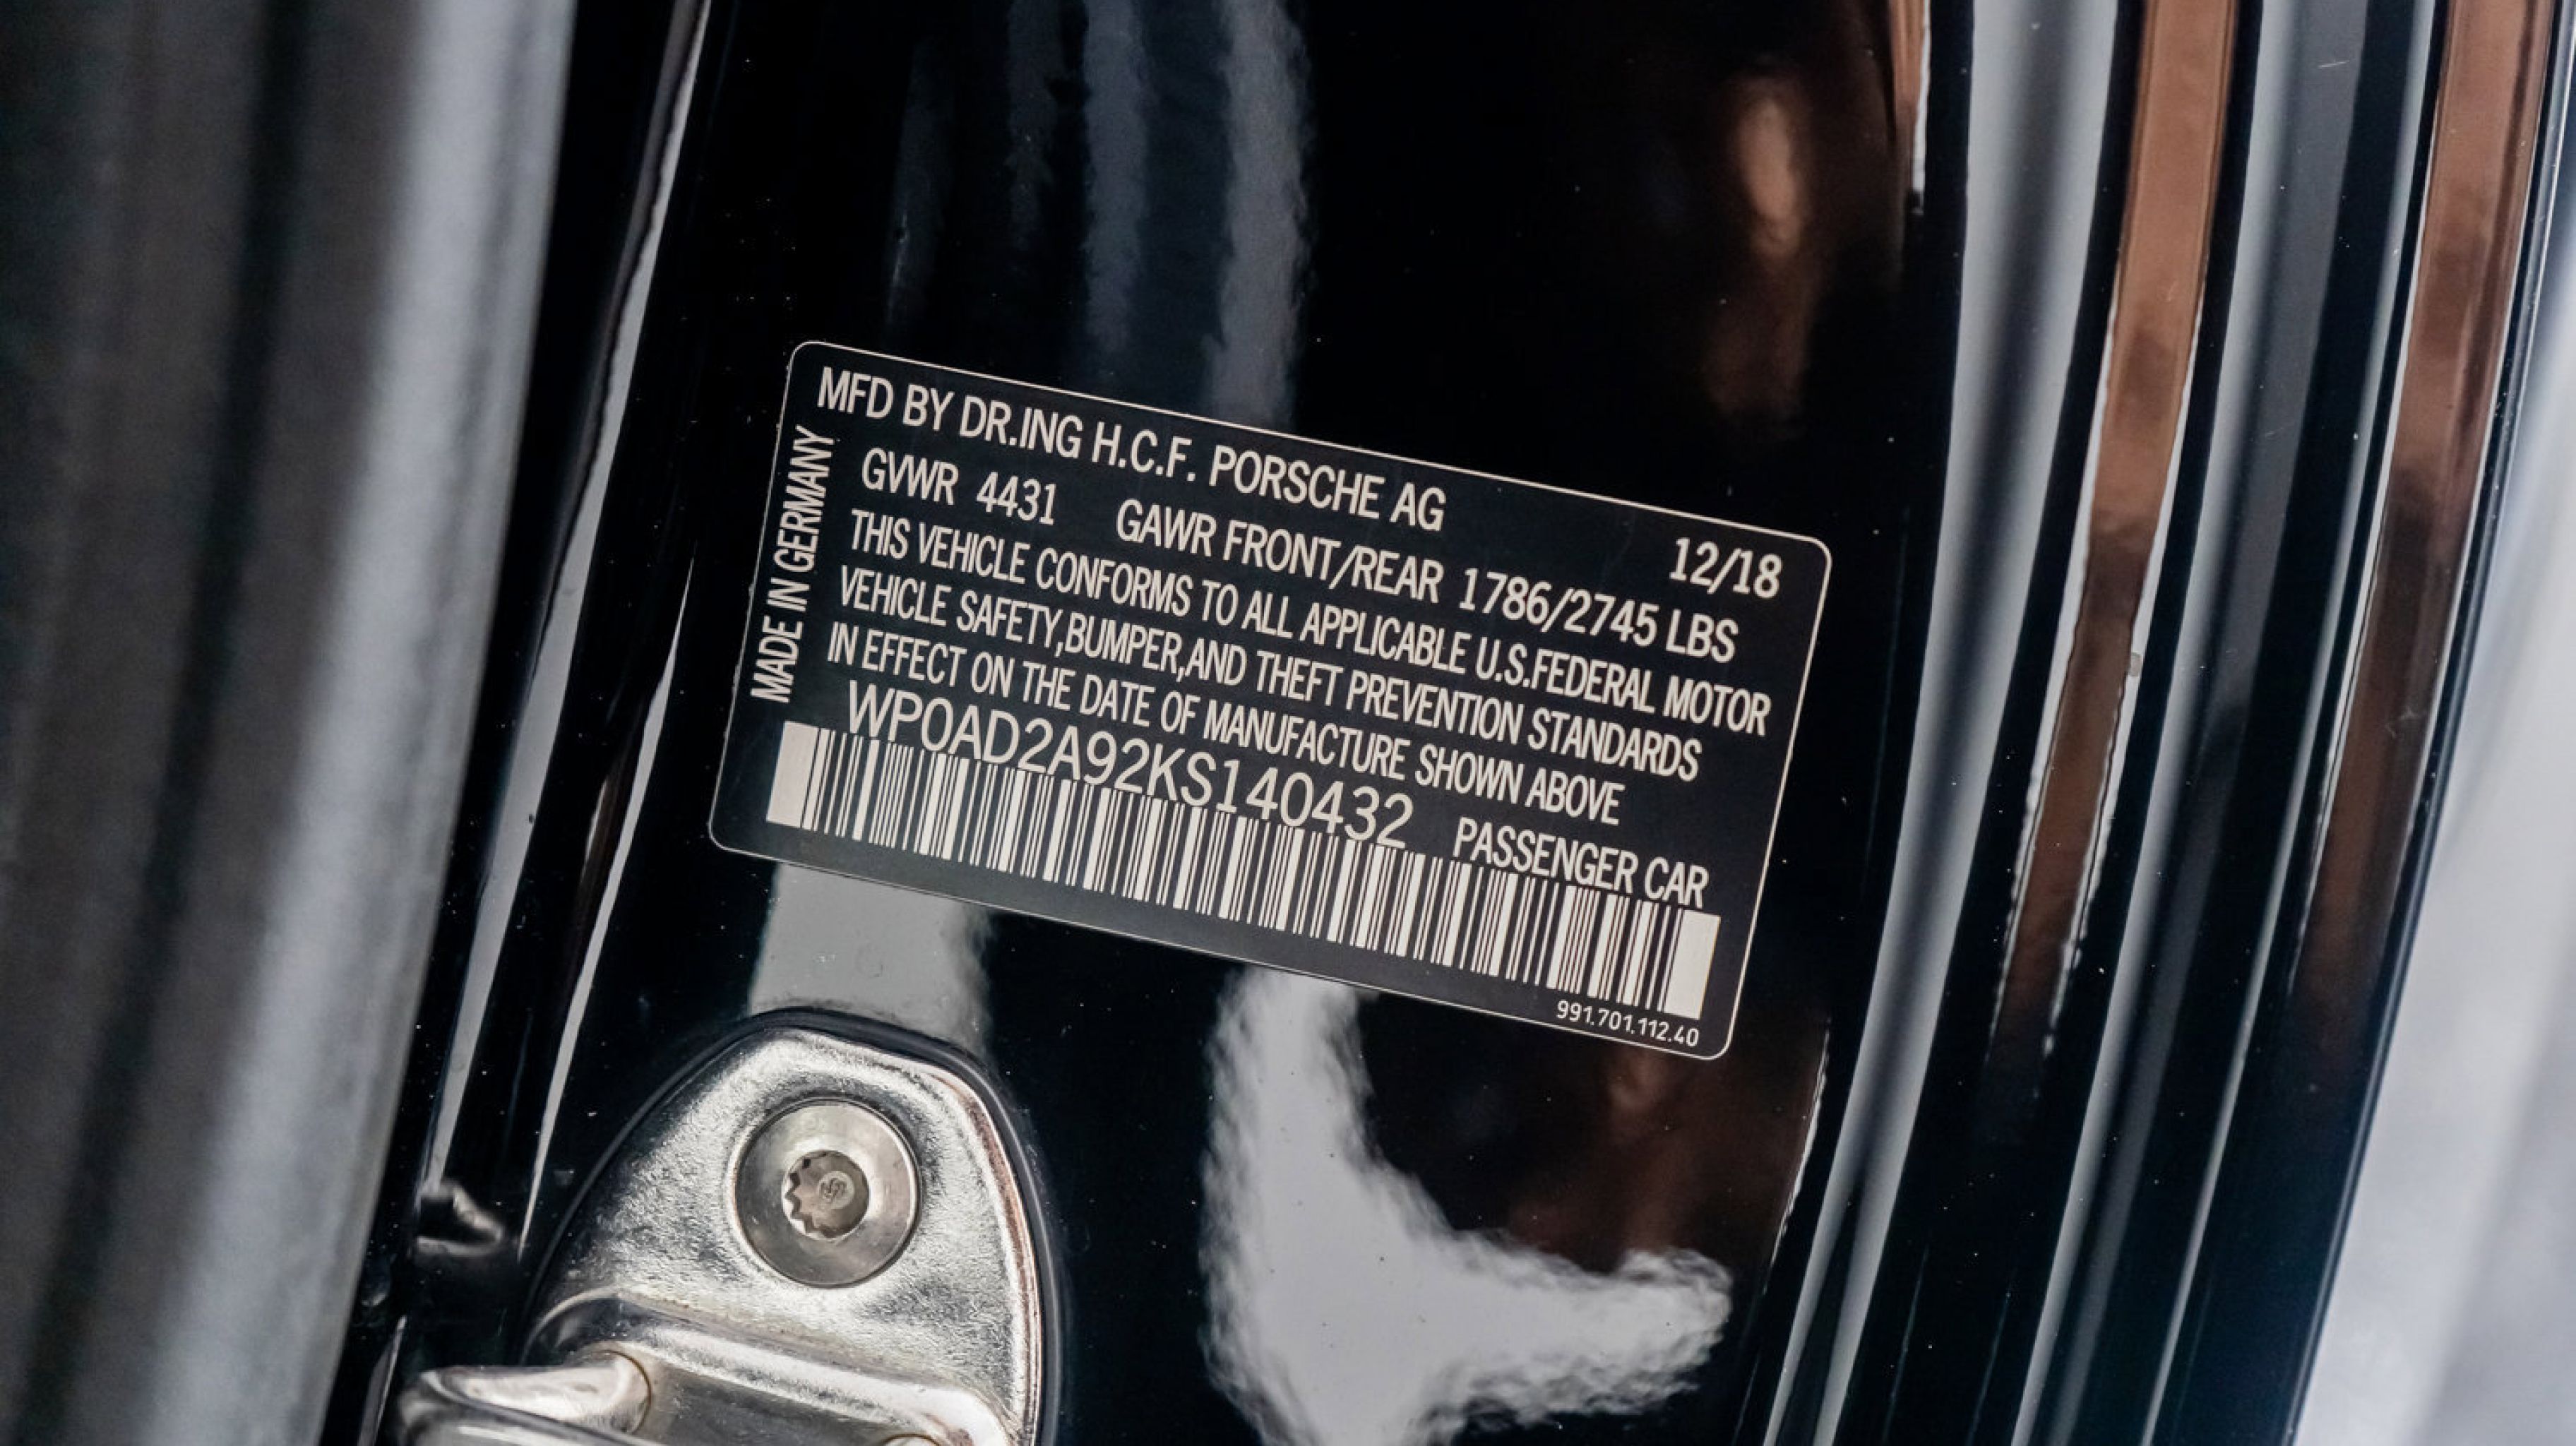 MFD BY DR.ING H.C.F. PORSCHE AG
12/18
GVWR 4431 GAWR FRONT/REAR 1786/2745 LBS
THIS VEHICLE CONFORMS TO ALL APPLICABLE U.S.FEDERAL MOTOR
VEHICLE SAFETY,BUMPER,AND THEFT PREVENTION STANDARDS
IN EFFECT ON THE DATE OF MANUFACTURE SHOWN ABOVE
WP0AD2A92KS140432 PASSENGER CAR
991.701.112.40
MADE IN GERMANY